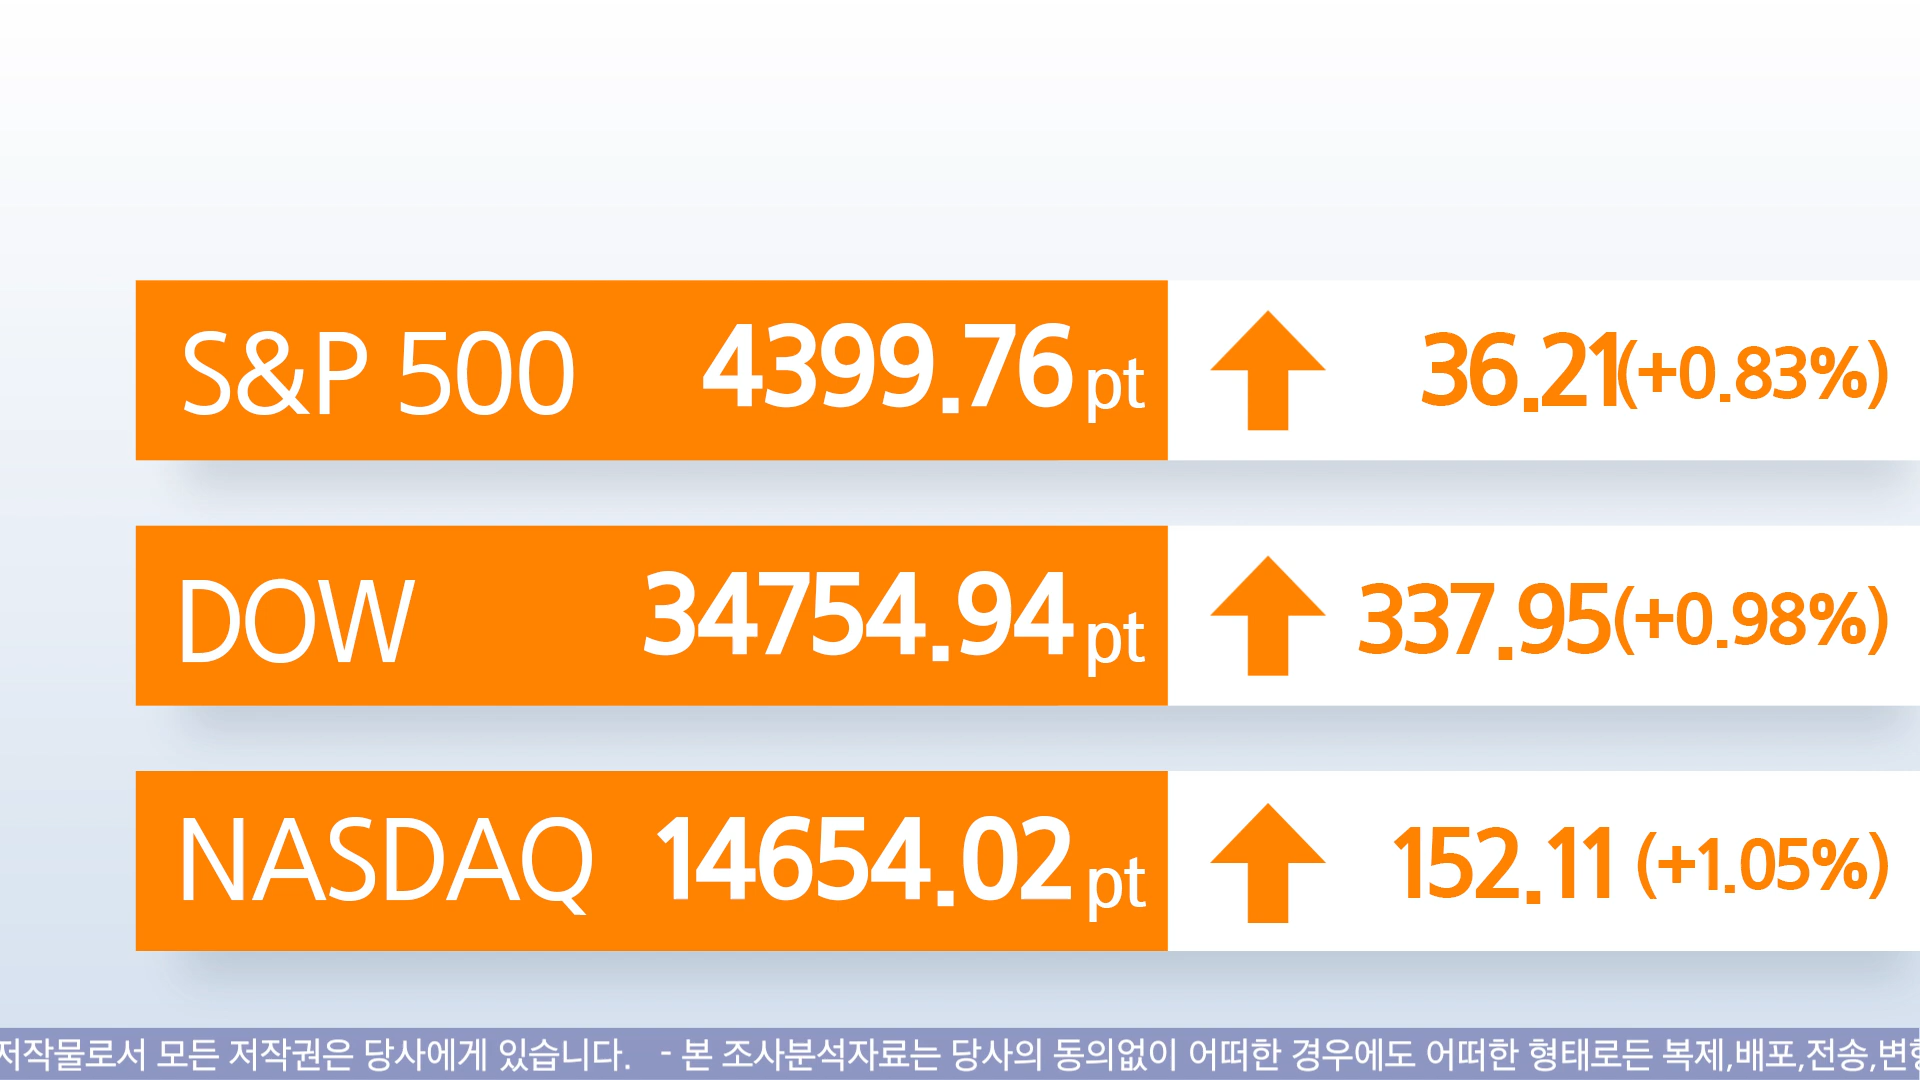 S&P 500 4399.76 pt 36.21(+0.83%)
DOW 34754.94 pt 337.95(+0.98%)
NASDAQ 14654.02 pt 152.11 (+1.05%)
저작물로서 모든 저작권은 당사에게 있습니다. - 본 조사분석자료는 당사의 동의없이 어떠한 경우에도 어떠한 형태로든 복제,배포,전송,변형